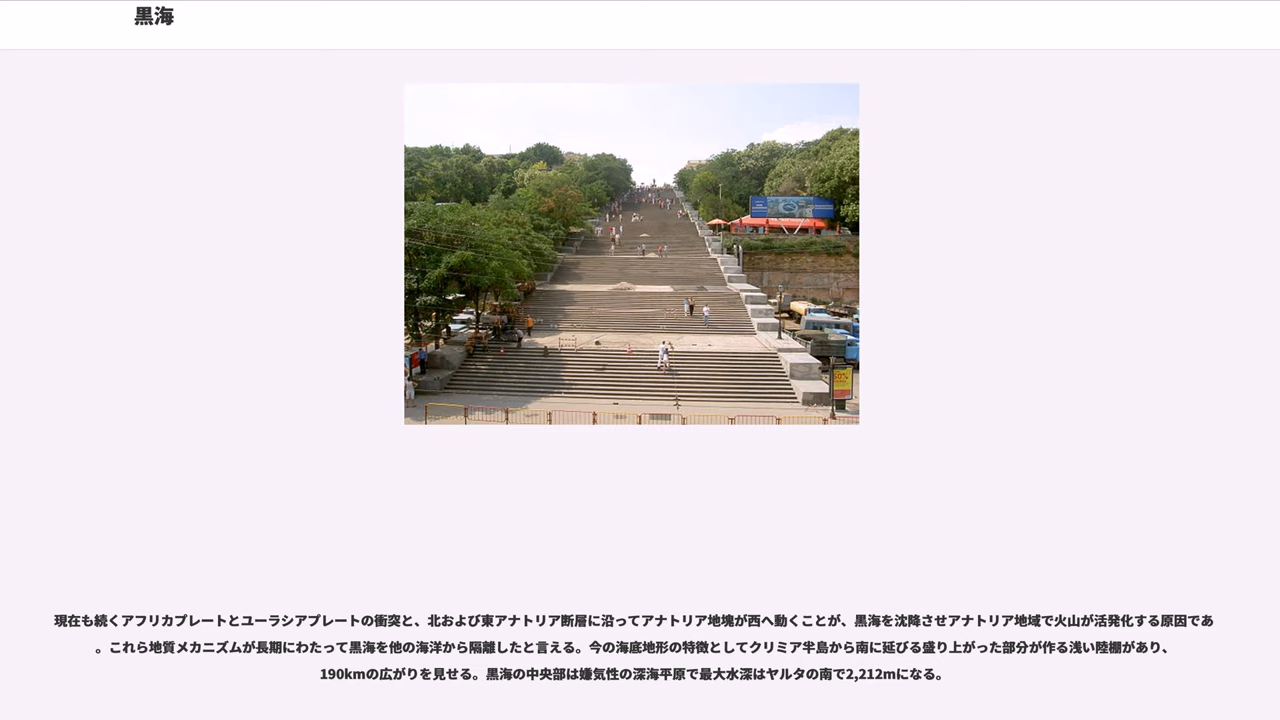 黒海
現在も続くアフリカプレートとユーラシアプレートの衝突と、北および東アナトリア断層に沿ってアナトリア地塊が西へ動くことが、黒海を沈降させアナトリア地域で火山が活発化する原因であ
。これら地質メカニズムが長期にわたって黒海を他の海洋から隔離したと言える。今の海底地形の特徴としてクリミア半島から南に延びる盛り上がった部分が作る浅い陸棚があり、
190kmの広がりを見せる。黒海の中央部は嫌気性の深海平原で最大水深はヤルタの南で2,212mになる。